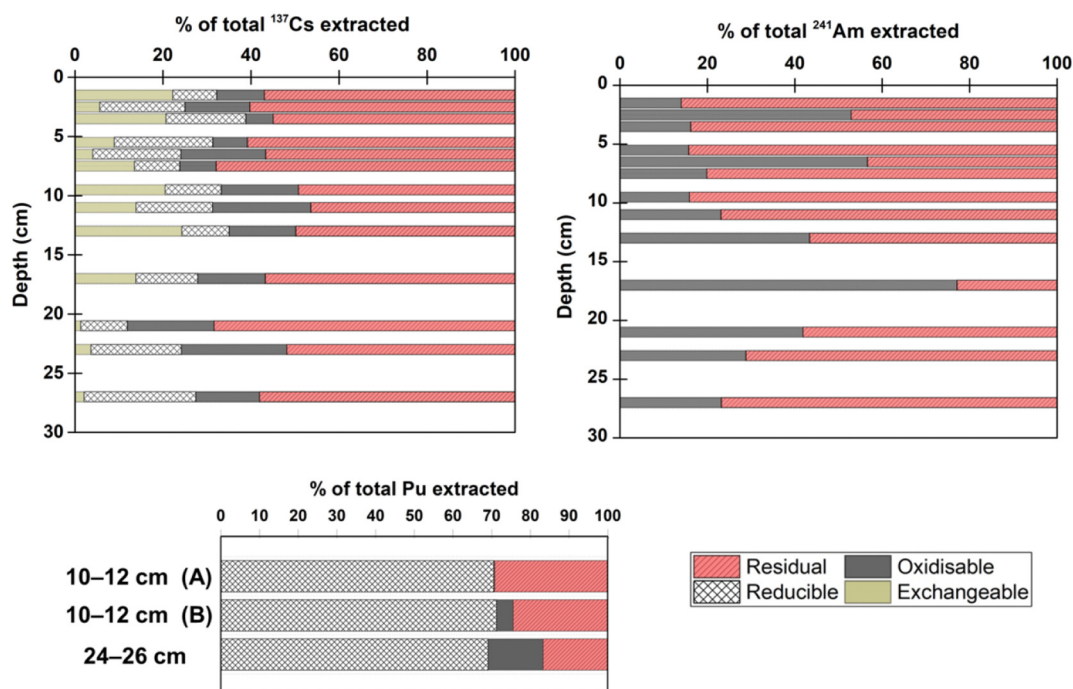 % of total ¹³⁷Cs extracted
0 20 40 60 80 100
0
5
10
15
20
25
30
Depth (cm)
% of total ²⁴¹Am extracted
0 20 40 60 80 100
0
5
10
15
20
25
30
Depth (cm)
% of total Pu extracted
0 10 20 30 40 50 60 70 80 90 100
10–12 cm (A)
10–12 cm (B)
24–26 cm
Residual Oxidisable
Reducible Exchangeable